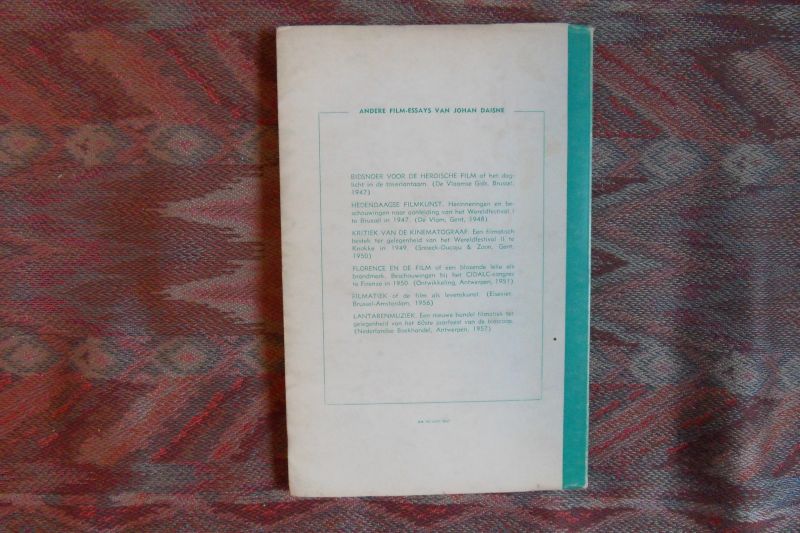 ANDERE FILM-ESSAYS VAN JOHAN DAISNE
BIDSNOER VOOR DE HEROÏSCHE FILM of het dag-
licht in de toverlantaarn. (De Vlaamse Gids, Brussel,
1947)
HEDENDAAGSE FILMKUNST. Herinneringen en be-
schouwingen naar aanleiding van het Wereldfestival I
te Brussel in 1947. (De Vlam, Gent, 1948)
KRITIEK VAN DE KINEMATOGRAAF. Een filmatisch
bestek ter gelegenheid van het Wereldfestival II te
Knokke in 1949. (Snoeck-Ducaju & Zoon, Gent,
1950)
FLORENCE EN DE FILM of een blozende lelie als
brandmerk. Beschouwingen bij het CIDALC-congres
te Firenze in 1950. (Ontwikkeling, Antwerpen, 1951)
FILMATIEK of de film als levenskunst. (Elsevier,
Brussel-Amsterdam, 1956)
LANTARENMUZIEK. Een nieuwe bundel filmatiek ter
gelegenheid van het 60ste jaarfeest van de bioscoop.
(Nederlandse Boekhandel, Antwerpen, 1957)